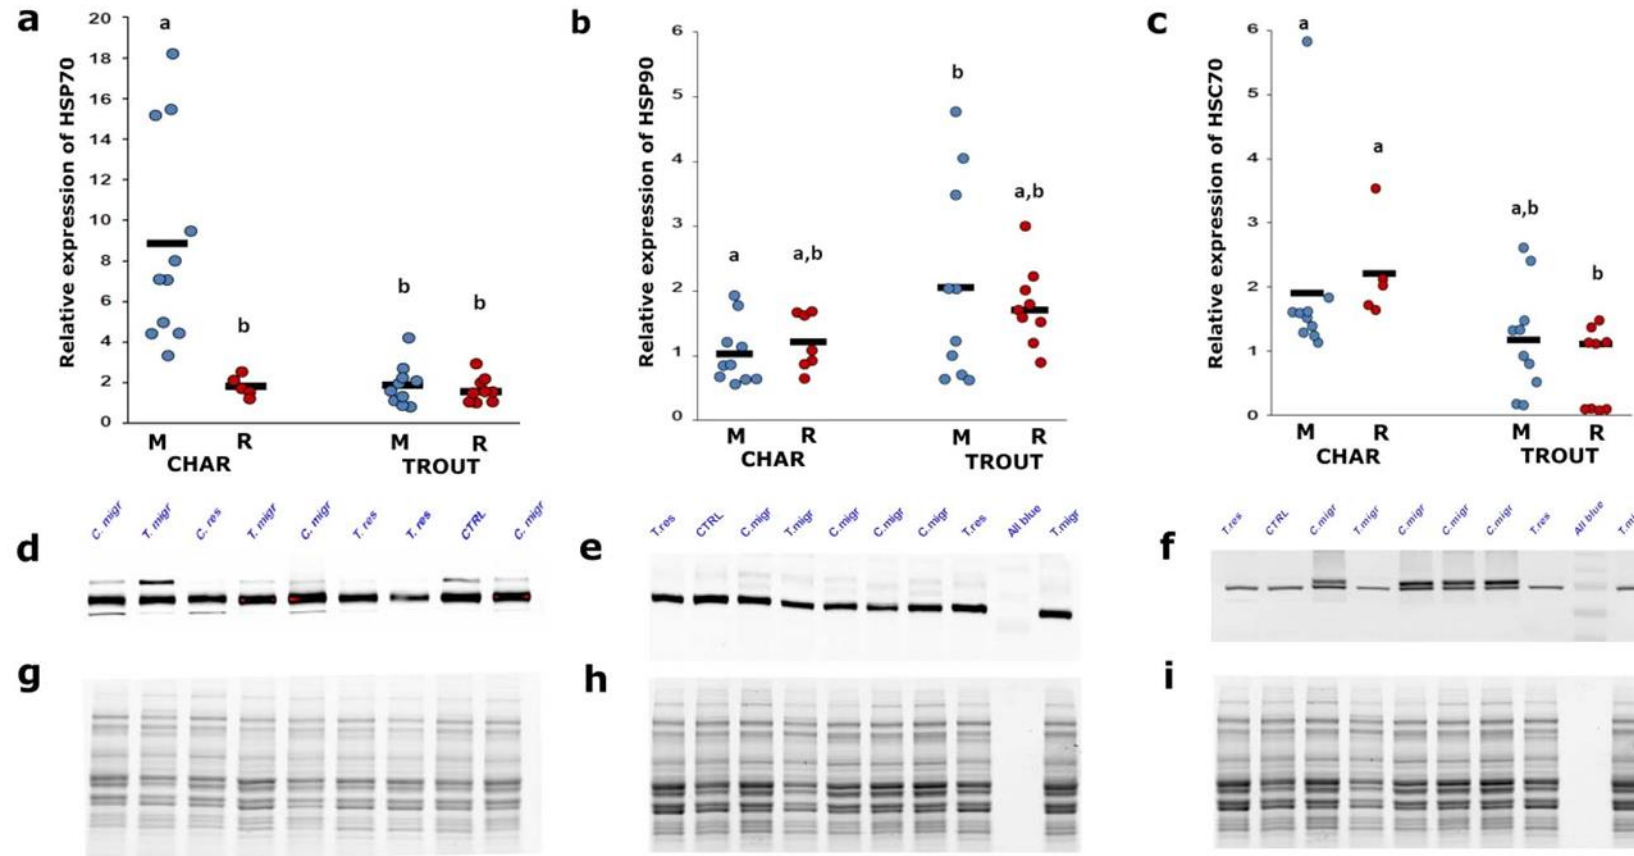 a
Relative expression of HSP70
20
18
16
14
12
10
8
6
4
2
0
a
b
b
b
M R M R
CHAR TROUT
b
Relative expression of HSP90
6
5
4
3
2
1
0
a
a,b
b
a,b
M R M R
CHAR TROUT
c
Relative expression of HSC70
6
5
4
3
2
1
0
a
a
a,b
b
M R M R
CHAR TROUT
d
C. migr T. migr C. res T. migr C. migr T. res T. res CTRL C. migr
e
T.res CTRL C.migr T.migr C.migr C.migr C.migr T.res All blue T.migr
f
T.res CTRL C.migr T.migr C.migr C.migr C.migr T.res All blue T.mi
g
h
i